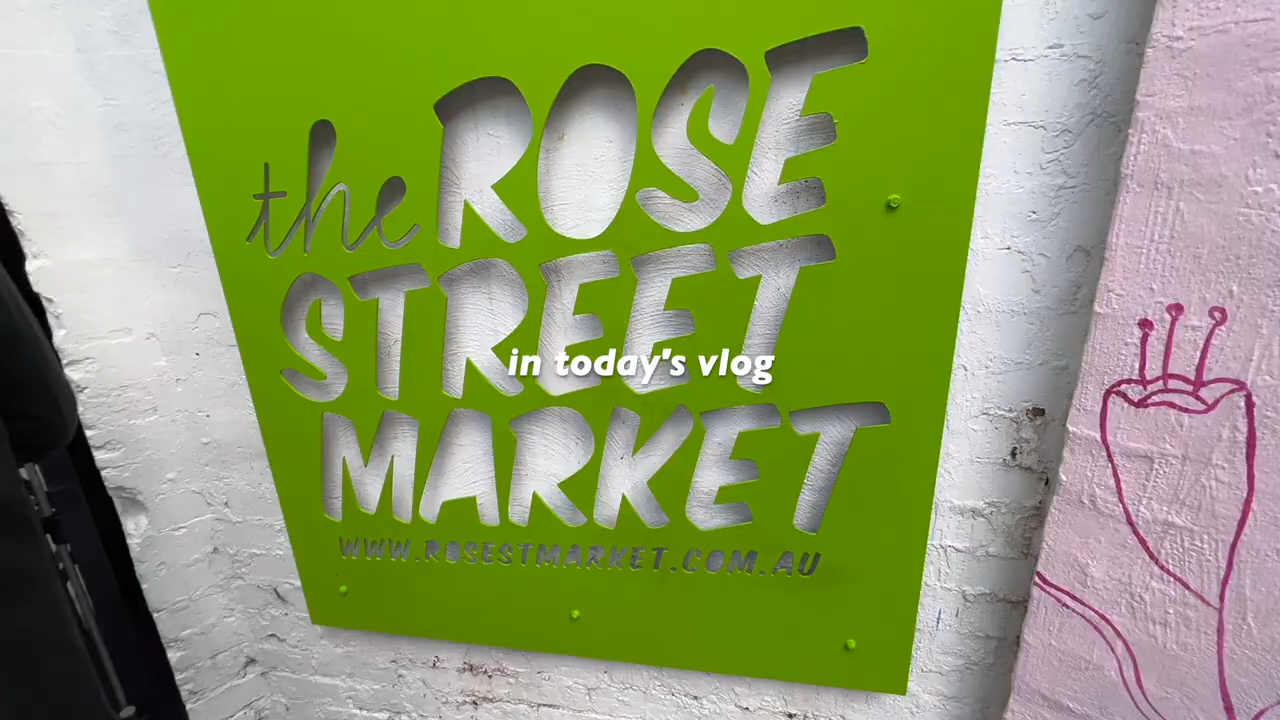 the ROSE
STREET
in today's vlog
MARKET
WWW.ROSESTMARKET.COM.AU